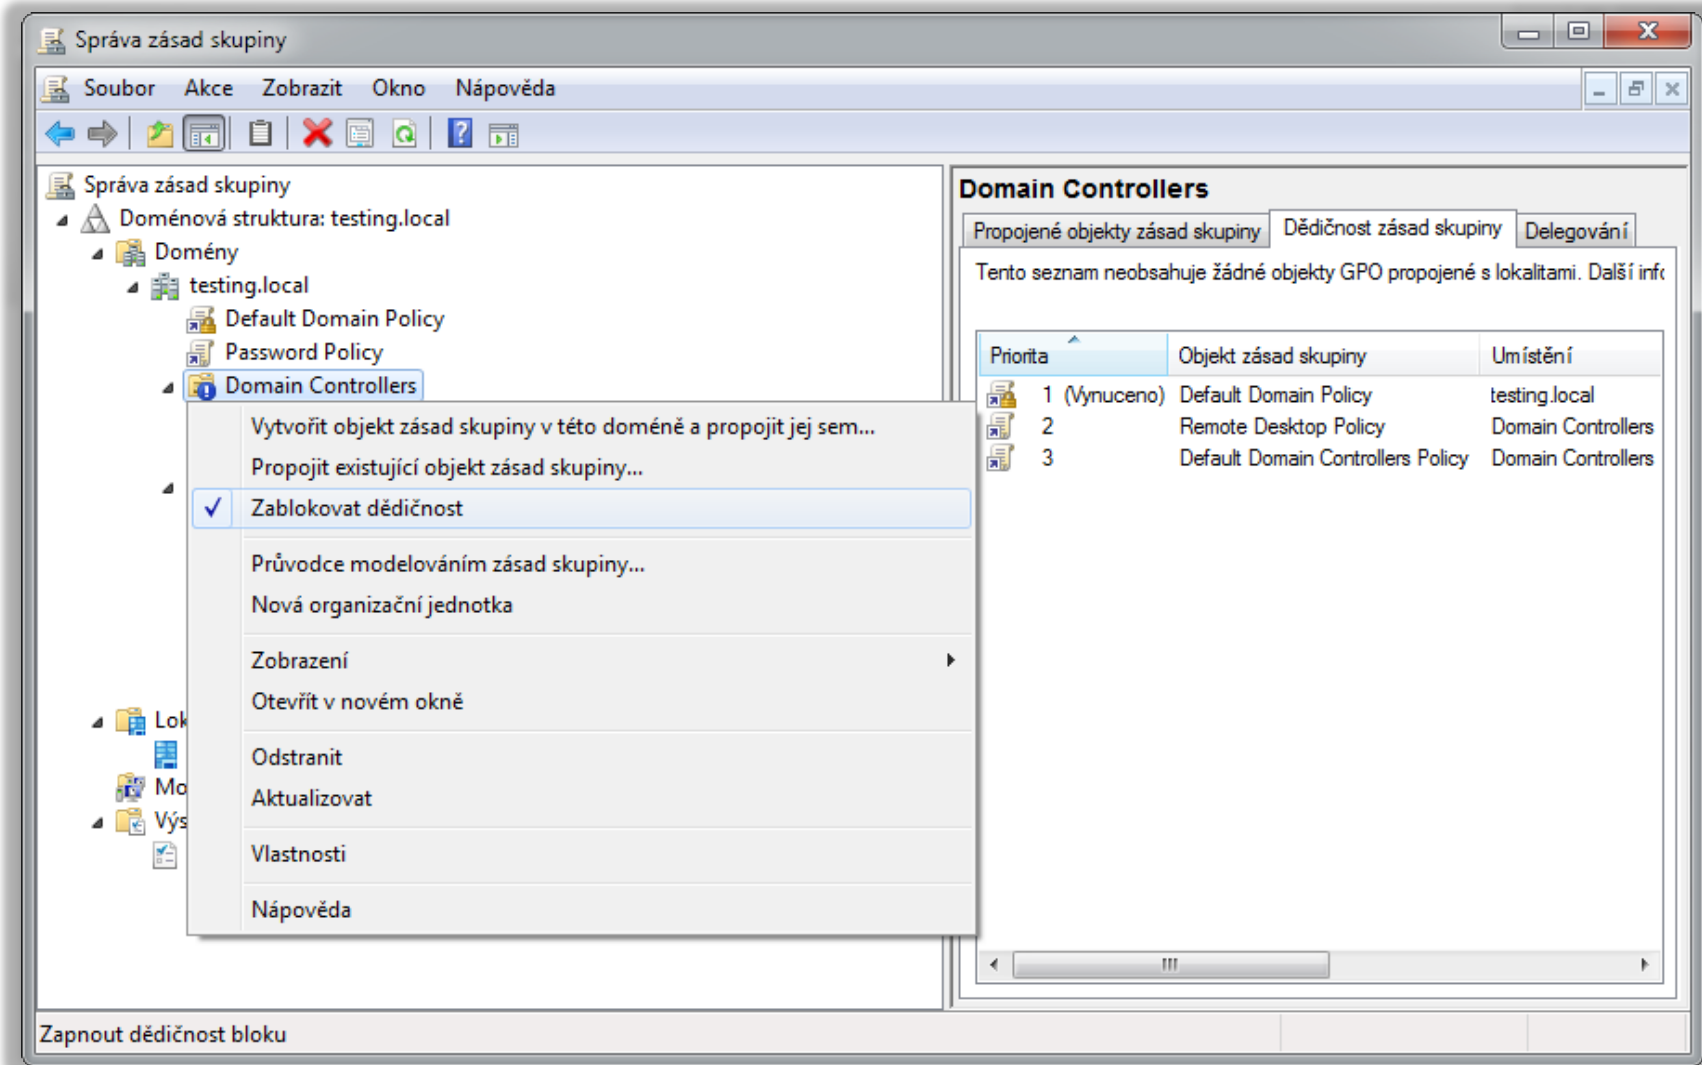 Správa zásad skupiny
Soubor Akce Zobrazit Okno Nápověda
Správa zásad skupiny
Doménová struktura: testing.local
Domény
testing.local
Default Domain Policy
Password Policy
Domain Controllers
Vytvořit objekt zásad skupiny v této doméně a propojit jej sem...
Propojit existující objekt zásad skupiny...
Zablokovat dědičnost
Průvodce modelováním zásad skupiny...
Nová organizační jednotka
Zobrazení
Otevřít v novém okně
Odstranit
Aktualizovat
Vlastnosti
Nápověda
Lok
Mo
Výs
Domain Controllers
Propojené objekty zásad skupiny Dědičnost zásad skupiny Delegování
Tento seznam neobsahuje žádné objekty GPO propojené s lokalitami. Další info
Priorita Objekt zásad skupiny Umístění
1 (Vynuceno) Default Domain Policy testing.local
2 Remote Desktop Policy Domain Controllers
3 Default Domain Controllers Policy Domain Controllers
Zapnout dědičnost bloku